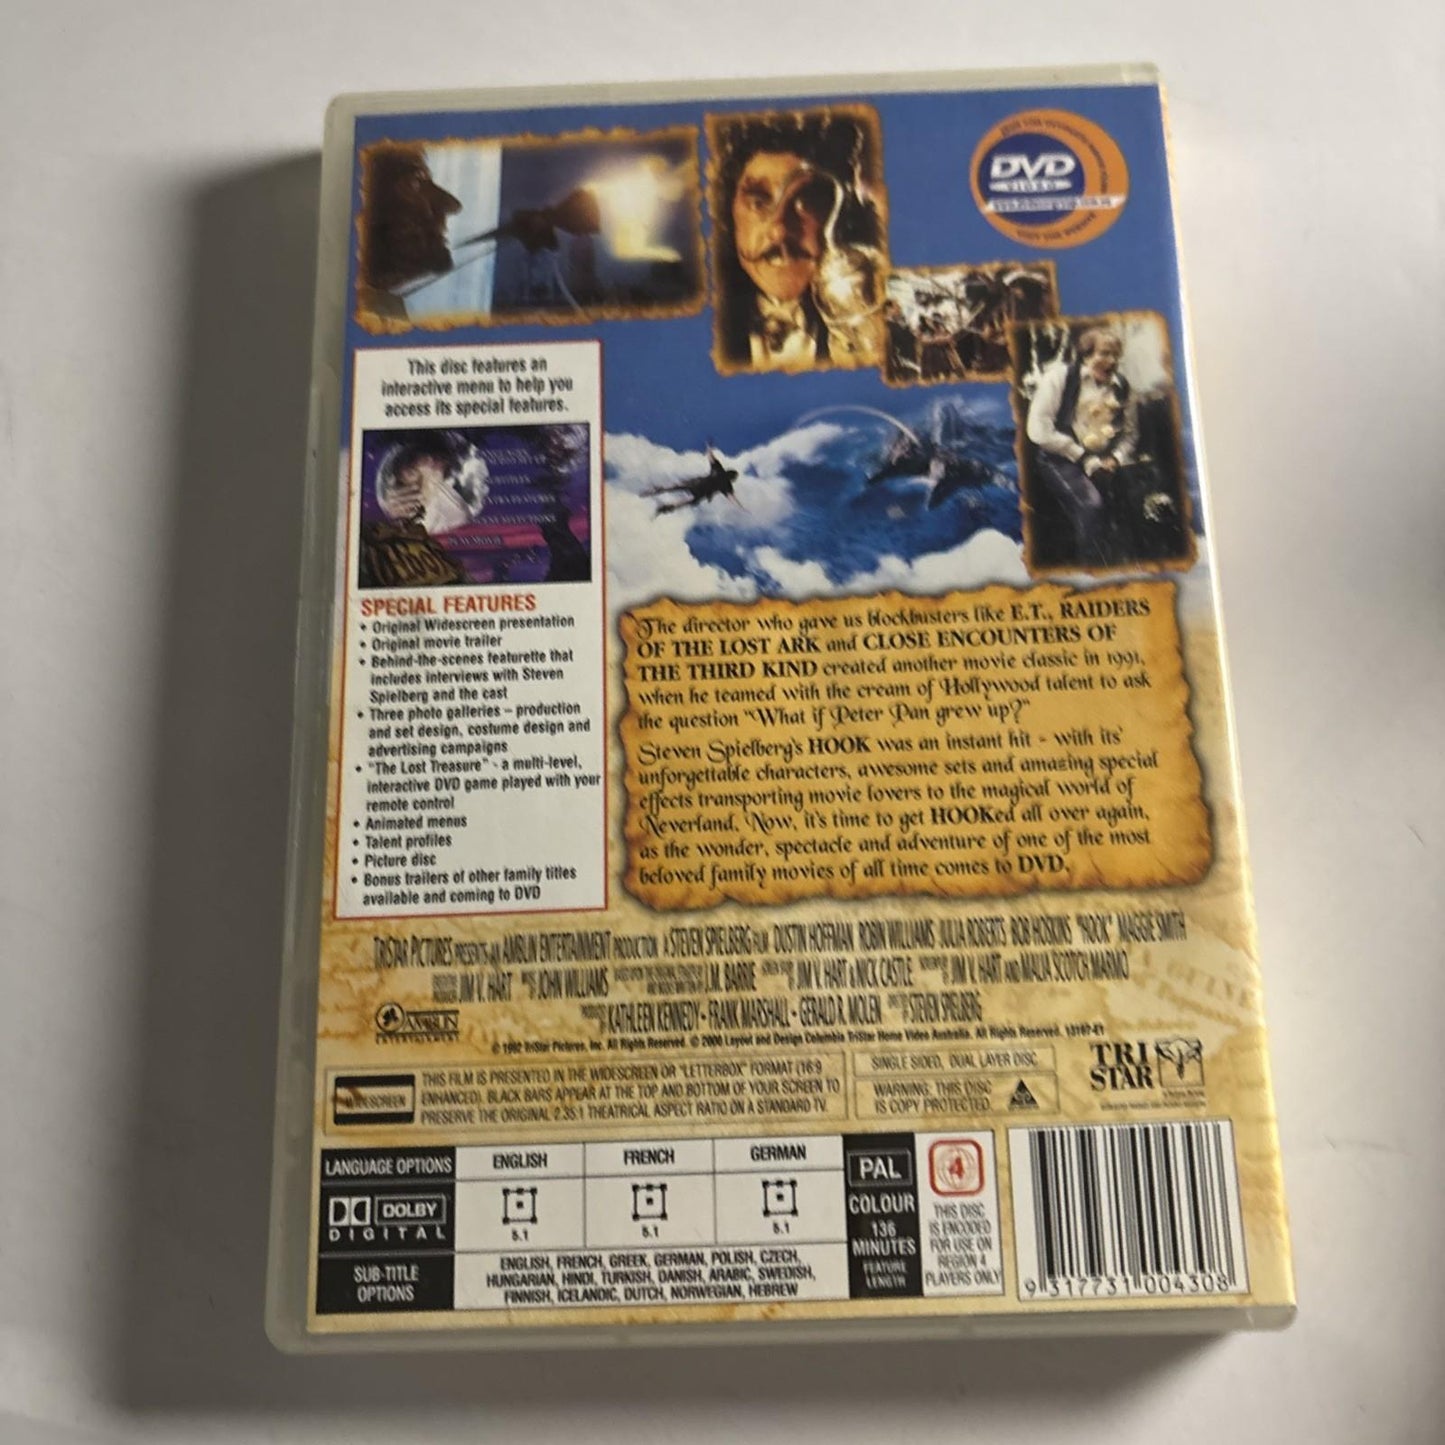 DVD
VIDEO
This disc features an
interactive menu to help you
access its special features.
SPECIAL FEATURES
• Original Widescreen presentation
• Original movie trailer
• Behind-the-scenes featurette that
includes interviews with Steven
Spielberg and the cast
• Three photo galleries – production
and set design, costume design and
advertising campaigns
• "The Lost Treasure" - a multi-level,
interactive DVD game played with your
remote control
• Animated menus
• Talent profiles
• Picture disc
• Bonus trailers of other family titles
available and coming to DVD
The director who gave us blockbusters like E.T., RAIDERS
OF THE LOST ARK and CLOSE ENCOUNTERS OF
THE THIRD KIND created another movie classic in 1991,
when he teamed with the cream of Hollywood talent to ask
the question "What if Peter Pan grew up?"
Steven Spielberg's HOOK was an instant hit - with its'
unforgettable characters, awesome sets and amazing special
effects transporting movie lovers to the magical world of
Neverland. Now, it's time to get HOOKed all over again,
as the wonder, spectacle and adventure of one of the most
beloved family movies of all time comes to DVD.
TRISTAR PICTURES PRESENTS AN AMBLIN ENTERTAINMENT PRODUCTION A STEVEN SPIELBERG FILM DUSTIN HOFFMAN ROBIN WILLIAMS JULIA ROBERTS BOB HOSKINS "HOOK" MAGGIE SMITH
JIM V. HART JOHN WILLIAMS J.M. BARRIE JIM V. HART & NICK CASTLE JIM V. HART AND MALIA SCOTCH MARMO
KATHLEEN KENNEDY - FRANK MARSHALL - GERALD R. MOLEN STEVEN SPIELBERG
AMBLIN
ENTERTAINMENT
© 1992 TriStar Pictures, Inc. All Rights Reserved. © 2000 Layout and Design Columbia TriStar Home Video Australia. All Rights Reserved. 13197-E1
WIDESCREEN
THIS FILM IS PRESENTED IN THE WIDESCREEN OR "LETTERBOX" FORMAT (16:9
ENHANCED). BLACK BARS APPEAR AT THE TOP AND BOTTOM OF YOUR SCREEN TO
PRESERVE THE ORIGINAL 2.35:1 THEATRICAL ASPECT RATIO ON A STANDARD TV.
SINGLE SIDED, DUAL LAYER DISC.
WARNING: THIS DISC
IS COPY PROTECTED.
TRI
STAR
LANGUAGE OPTIONS
ENGLISH
FRENCH
GERMAN
DOLBY
DIGITAL
5.1
5.1
5.1
SUB-TITLE
OPTIONS
ENGLISH, FRENCH, GREEK, GERMAN, POLISH, CZECH,
HUNGARIAN, HINDI, TURKISH, DANISH, ARABIC, SWEDISH,
FINNISH, ICELANDIC, DUTCH, NORWEGIAN, HEBREW
PAL
COLOUR
136
MINUTES
FEATURE
LENGTH
4
THIS DISC
IS ENCODED
FOR USE ON
REGION 4
PLAYERS ONLY
9 317731 004308